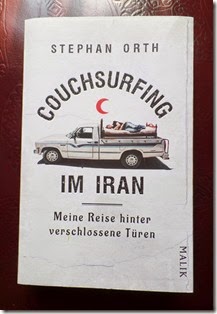 STEPHAN ORTH
COUCHSURFING
IM IRAN
Meine Reise hinter
verschlossene Türen
MALIK